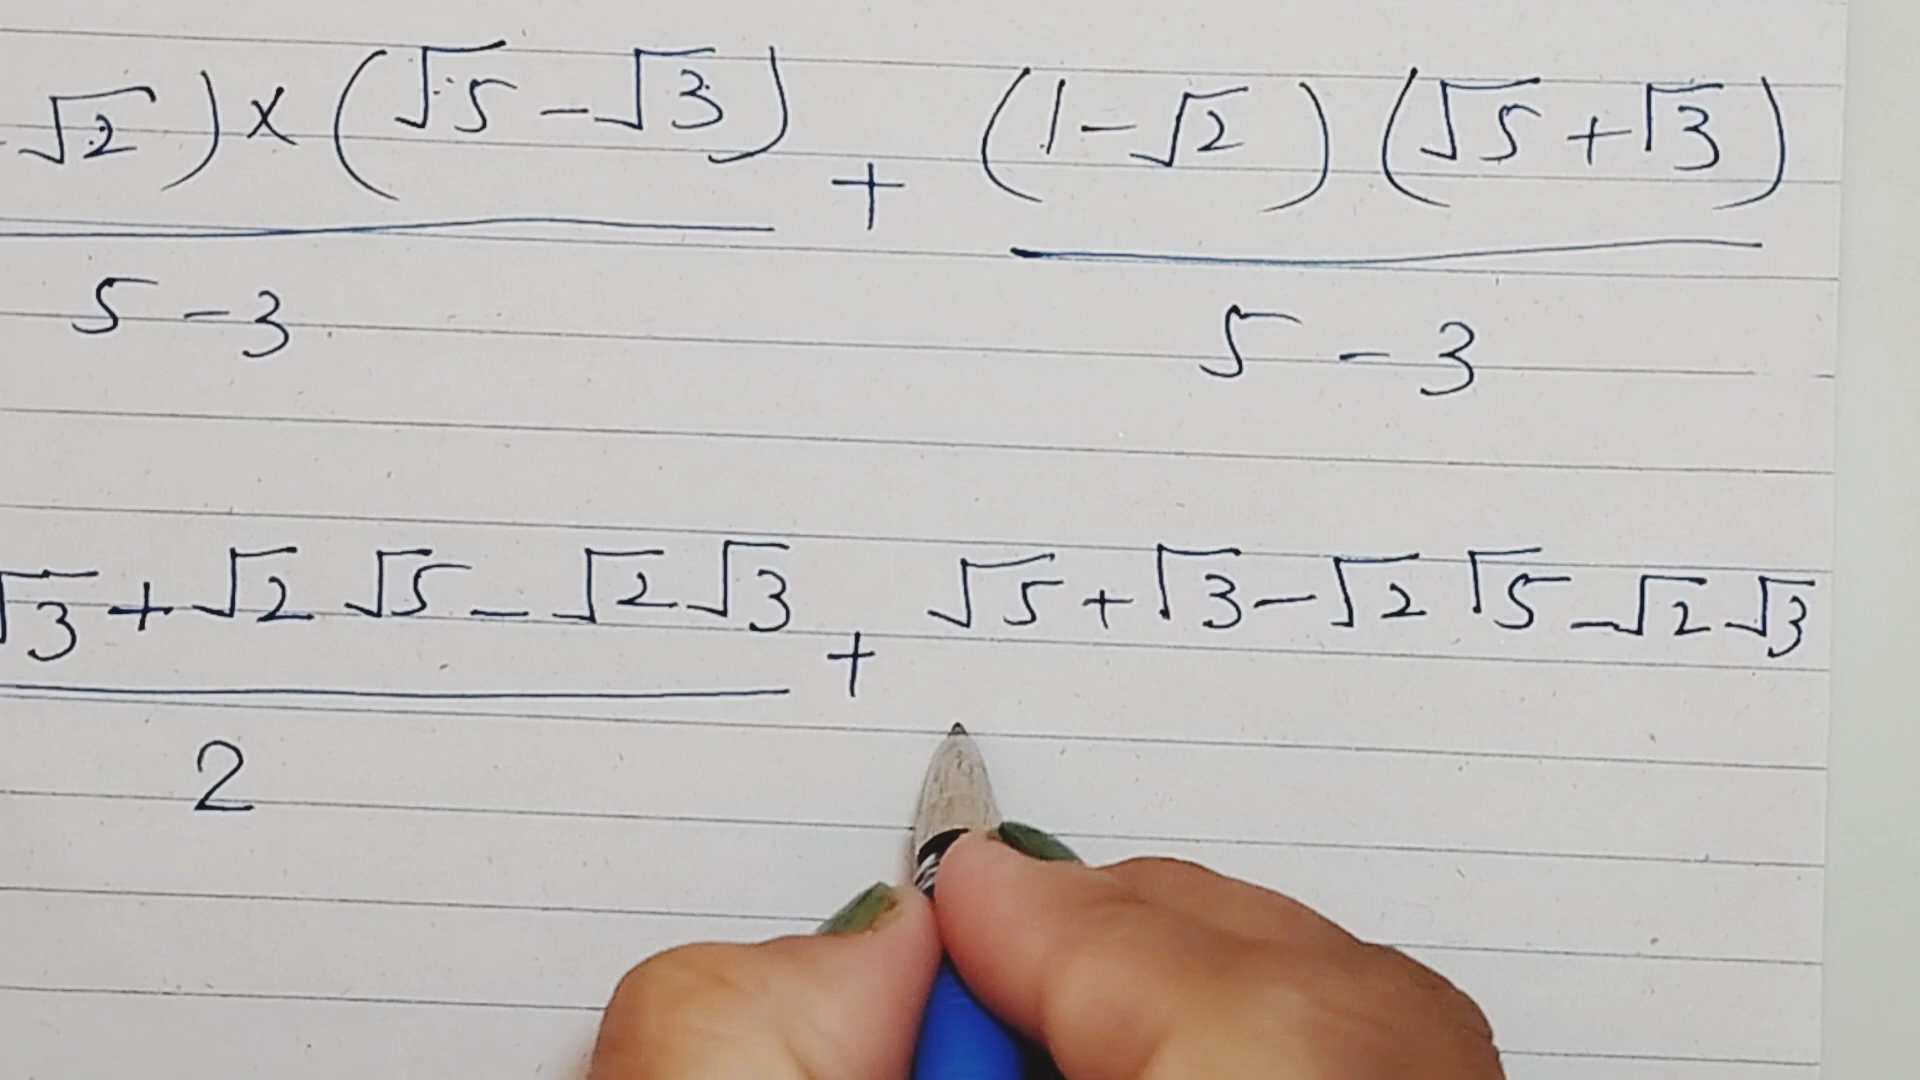 √2) × (√5 - √3) + (1 - √2) (√5 + √3)
5 - 3 5 - 3
√3 + √2 √5 - √2 √3 + √5 + √3 - √2 √5 - √2 √3
2